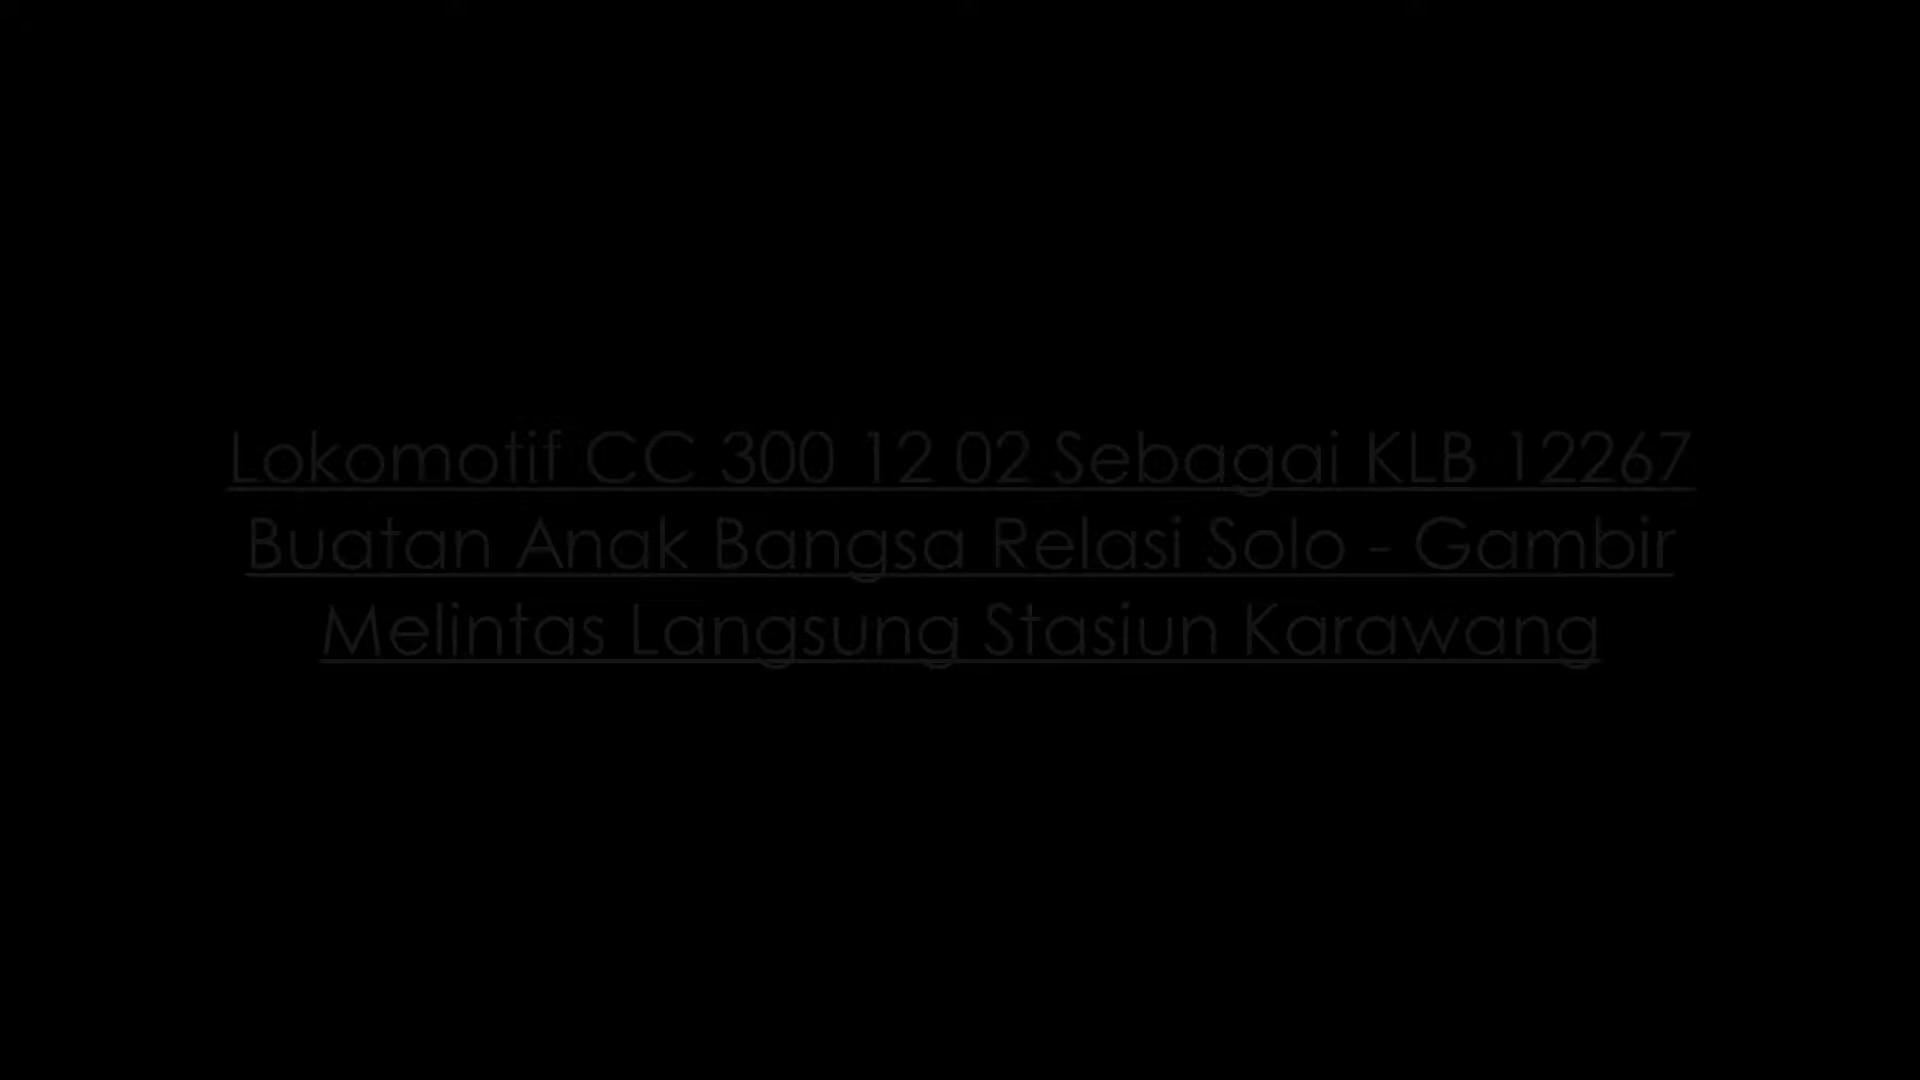 Lokomotif CC 300 12 02 Sebagai KLB 12267
Buatan Anak Bangsa Relasi Solo - Gambir
Melintas Langsung Stasiun Karawang